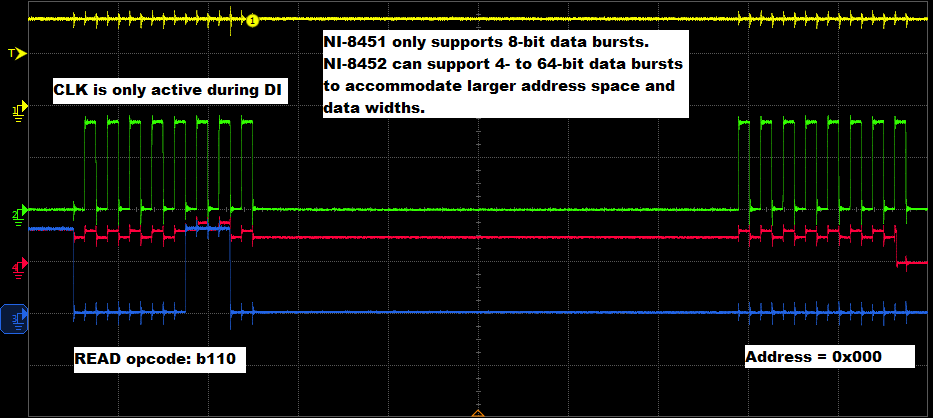 1
T
NI-8451 only supports 8-bit data bursts.
NI-8452 can support 4- to 64-bit data bursts
to accommodate larger address space and
data widths.
CLK is only active during DI
1
2
4
3
READ opcode: b110
Address = 0x000